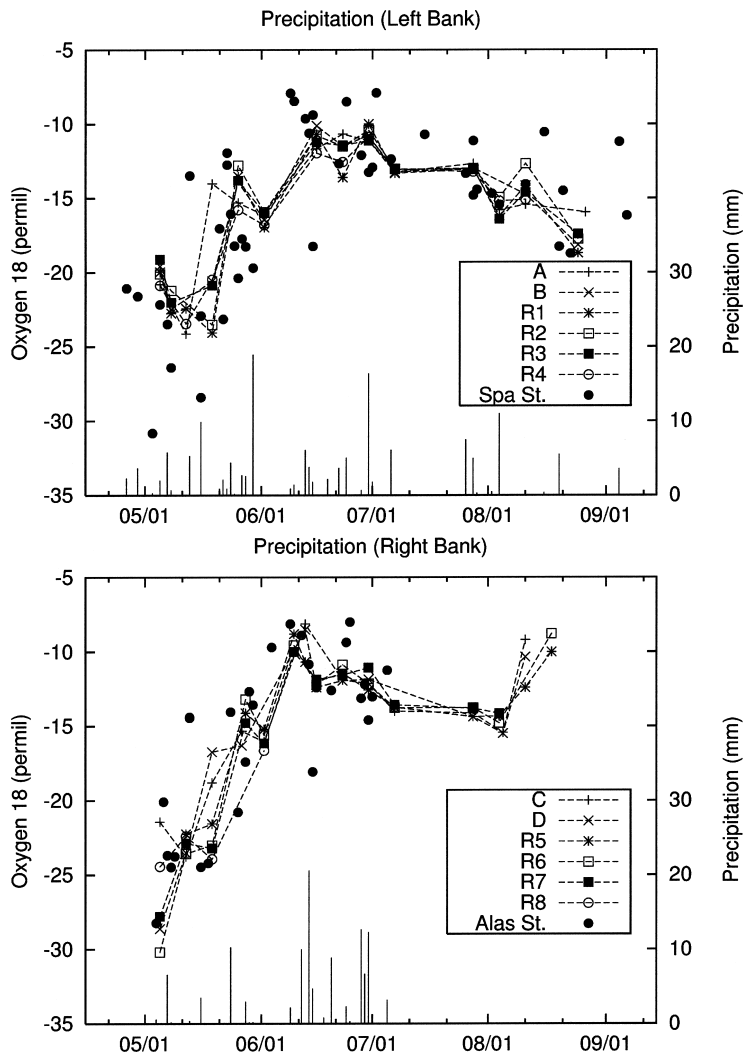 Precipitation (Left Bank)
-5
-10
-15
-20
-25
-30
-35
Oxygen 18 (permil)
30
20
10
0
Precipitation (mm)
A
B
R1
R2
R3
R4
Spa St.
05/01 06/01 07/01 08/01 09/01
Precipitation (Right Bank)
-5
-10
-15
-20
-25
-30
-35
Oxygen 18 (permil)
30
20
10
0
Precipitation (mm)
C
D
R5
R6
R7
R8
Alas St.
05/01 06/01 07/01 08/01 09/01